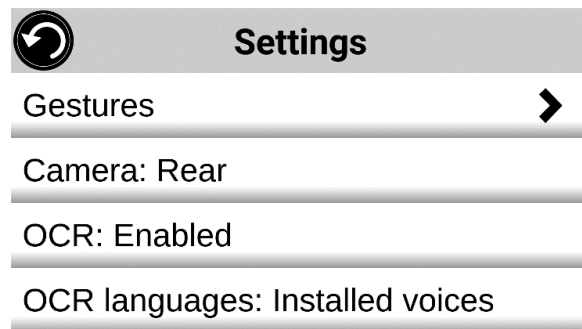 Settings
Gestures
Camera: Rear
OCR: Enabled
OCR languages: Installed voices